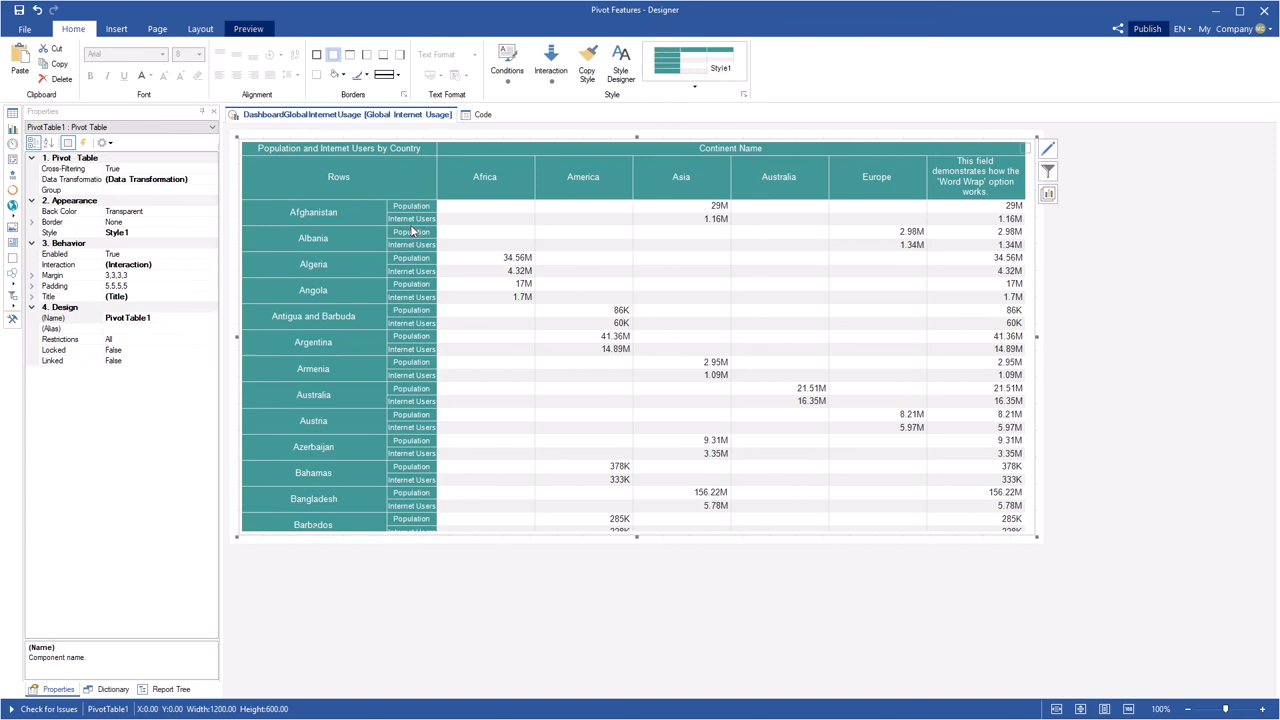 Pivot Features - Designer
File Home Insert Page Layout Preview Publish EN My Company
Paste
Cut
Copy
Delete
Clipboard
Arial 8
B I U A
Font
Alignment
Borders
Text Format
Text Format
Conditions
Interaction
Copy Style
Style Designer
Style1
Style
Properties
PivotTable1 : Pivot Table
1. Pivot Table
Cross-Filtering True
Data Transformatio (Data Transformation)
Group
2. Appearance
Back Color Transparent
Border None
Style Style1
3. Behavior
Enabled True
Interaction (Interaction)
Margin 3,3,3,3
Padding 5,5,5,5
Title (Title)
4. Design
(Name) PivotTable1
(Alias)
Restrictions All
Locked False
Linked False
(Name)
Component name.
Properties Dictionary Report Tree
DashboardGlobalInternetUsage [Global Internet Usage] Code
Population and Internet Users by Country Continent Name
Rows Africa America Asia Australia Europe This field demonstrates how the 'Word Wrap' option works.
Afghanistan
Population 29M 29M
Internet Users 1.16M 1.16M
Albania
Population 2.98M 2.98M
Internet Users 1.34M 1.34M
Algeria
Population 34.56M 34.56M
Internet Users 4.32M 4.32M
Angola
Population 17M 17M
Internet Users 1.7M 1.7M
Antigua and Barbuda
Population 86K 86K
Internet Users 60K 60K
Argentina
Population 41.36M 41.36M
Internet Users 14.89M 14.89M
Armenia
Population 2.95M 2.95M
Internet Users 1.09M 1.09M
Australia
Population 21.51M 21.51M
Internet Users 16.35M 16.35M
Austria
Population 8.21M 8.21M
Internet Users 5.97M 5.97M
Azerbaijan
Population 9.31M 9.31M
Internet Users 3.35M 3.35M
Bahamas
Population 378K 378K
Internet Users 333K 333K
Bangladesh
Population 156.22M 156.22M
Internet Users 5.78M 5.78M
Barbados
Population 285K 285K
Check for Issues PivotTable1 X:0.00 Y:0.00 Width:1200.00 Height:600.00 100%